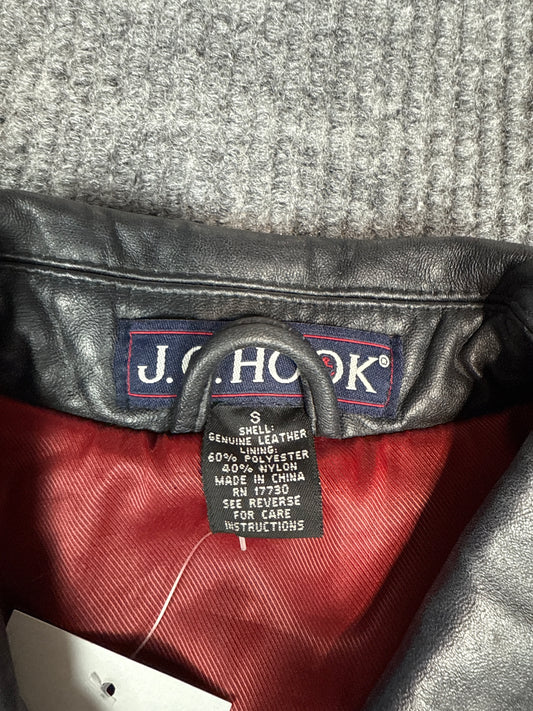 J.G. HOOK®
S
SHELL:
GENUINE LEATHER
LINING:
60% POLYESTER
40% NYLON
MADE IN CHINA
RN 17730
SEE REVERSE
FOR CARE
INSTRUCTIONS